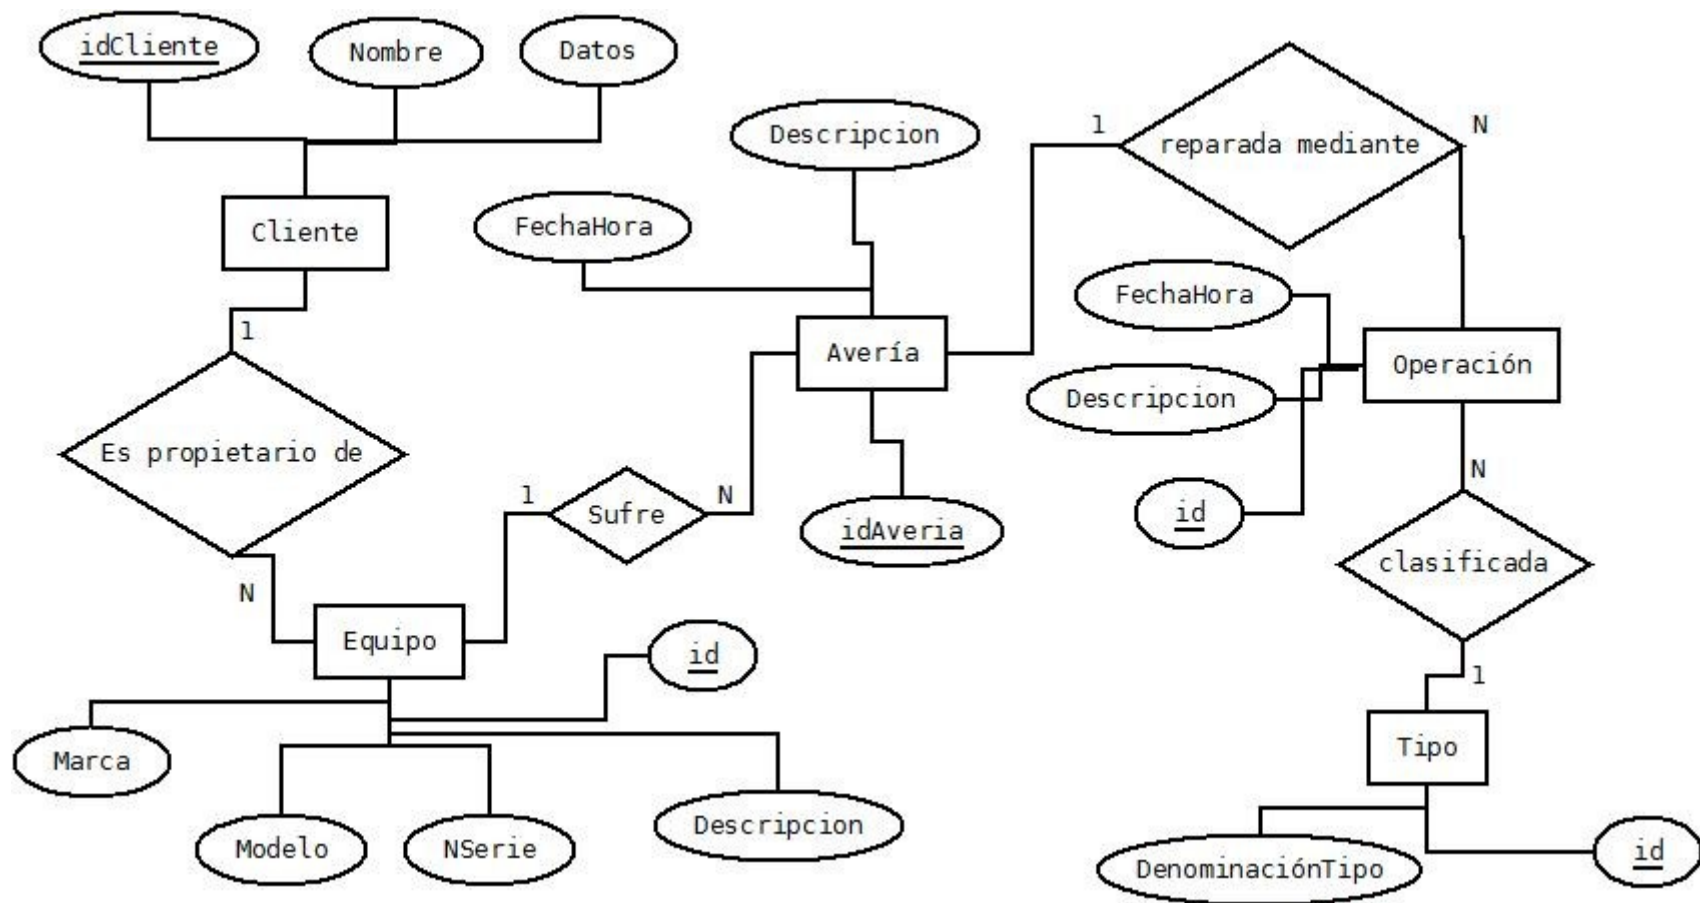 idCliente
Nombre
Datos
Descripcion
1
reparada mediante
N
FechaHora
Cliente
FechaHora
1
Avería
Operación
Descripcion
Es propietario de
1
Sufre
N
idAveria
id
N
clasificada
N
Equipo
id
1
Marca
Tipo
Modelo
NSerie
Descripcion
DenominaciónTipo
id